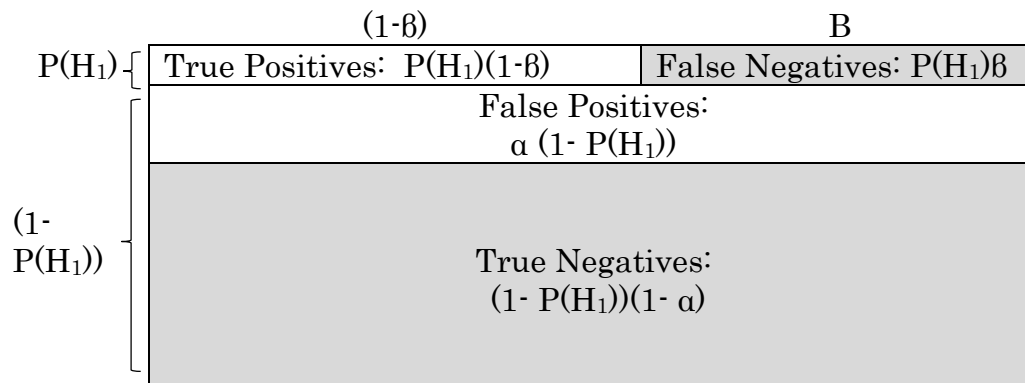 (1-ϐ) B
P(H₁) True Positives: P(H₁)(1-ϐ) False Negatives: P(H₁)ϐ
False Positives:
α (1- P(H₁))
(1-
P(H₁))
True Negatives:
(1- P(H₁))(1- α)